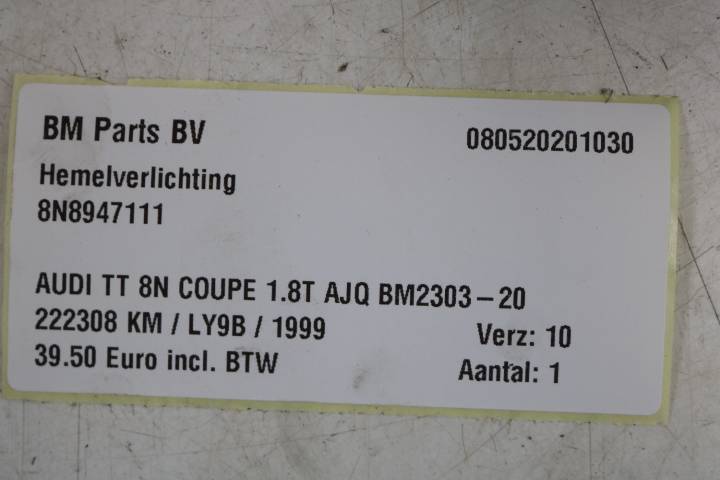 BM Parts BV 080520201030
Hemelverlichting
8N8947111
AUDI TT 8N COUPE 1.8T AJQ BM2303-20
222308 KM / LY9B / 1999 Verz: 10
39.50 Euro incl. BTW Aantal: 1